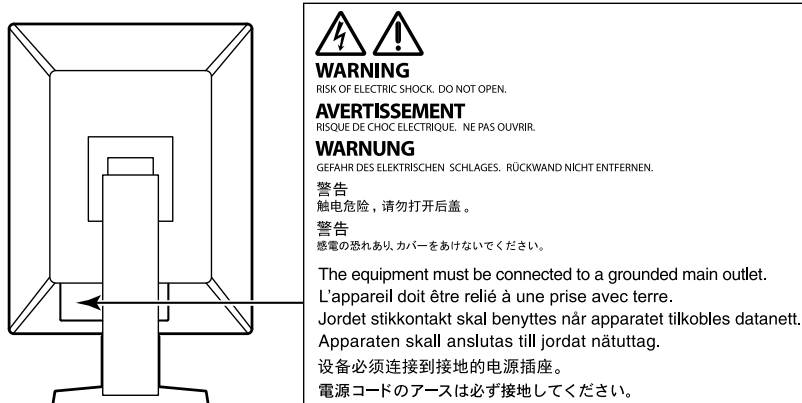 WARNING
RISK OF ELECTRIC SHOCK. DO NOT OPEN.
AVERTISSEMENT
RISQUE DE CHOC ELECTRIQUE. NE PAS OUVRIR.
WARNUNG
GEFAHR DES ELEKTRISCHEN SCHLAGES. RÜCKWAND NICHT ENTFERNEN.
警告
触电危险，请勿打开后盖。
警告
感電の恐れあり、カバーをあけないでください。
The equipment must be connected to a grounded main outlet.
L'appareil doit être relié à une prise avec terre.
Jordet stikkontakt skal benyttes når apparatet tilkobles datanett.
Apparaten skall anslutas till jordat nätuttag.
设备必须连接到接地的电源插座。
電源コードのアースは必ず接地してください。